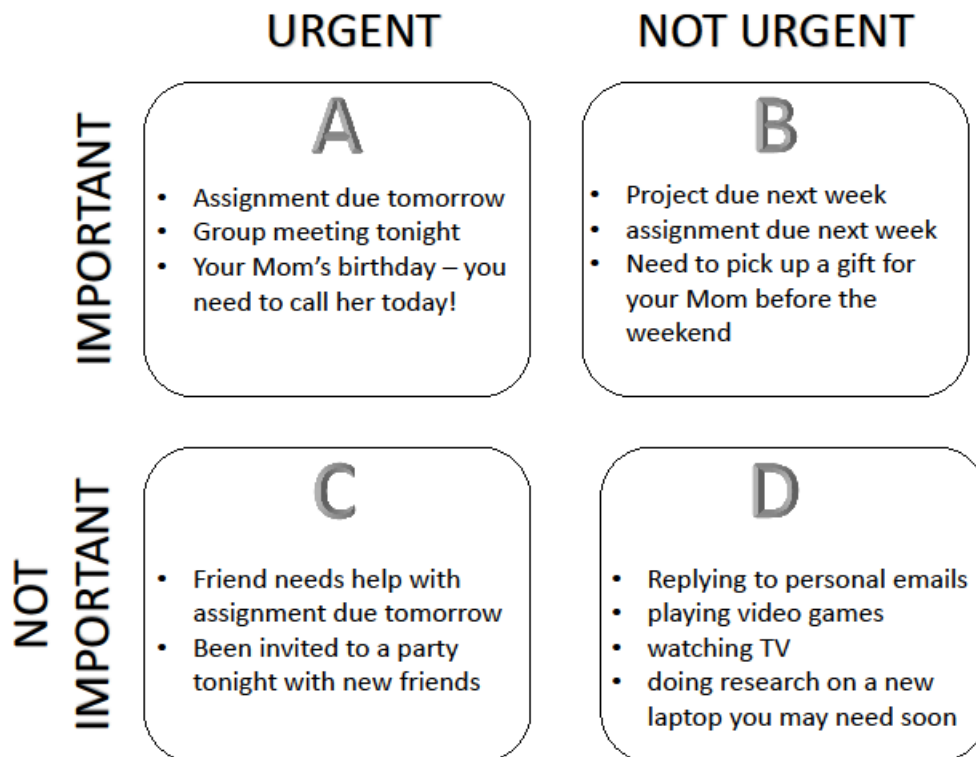 URGENT
NOT URGENT
IMPORTANT
A
• Assignment due tomorrow
• Group meeting tonight
• Your Mom's birthday – you
need to call her today!
B
• Project due next week
• assignment due next week
• Need to pick up a gift for
your Mom before the
weekend
NOT
IMPORTANT
C
• Friend needs help with
assignment due tomorrow
• Been invited to a party
tonight with new friends
D
• Replying to personal emails
• playing video games
• watching TV
• doing research on a new
laptop you may need soon